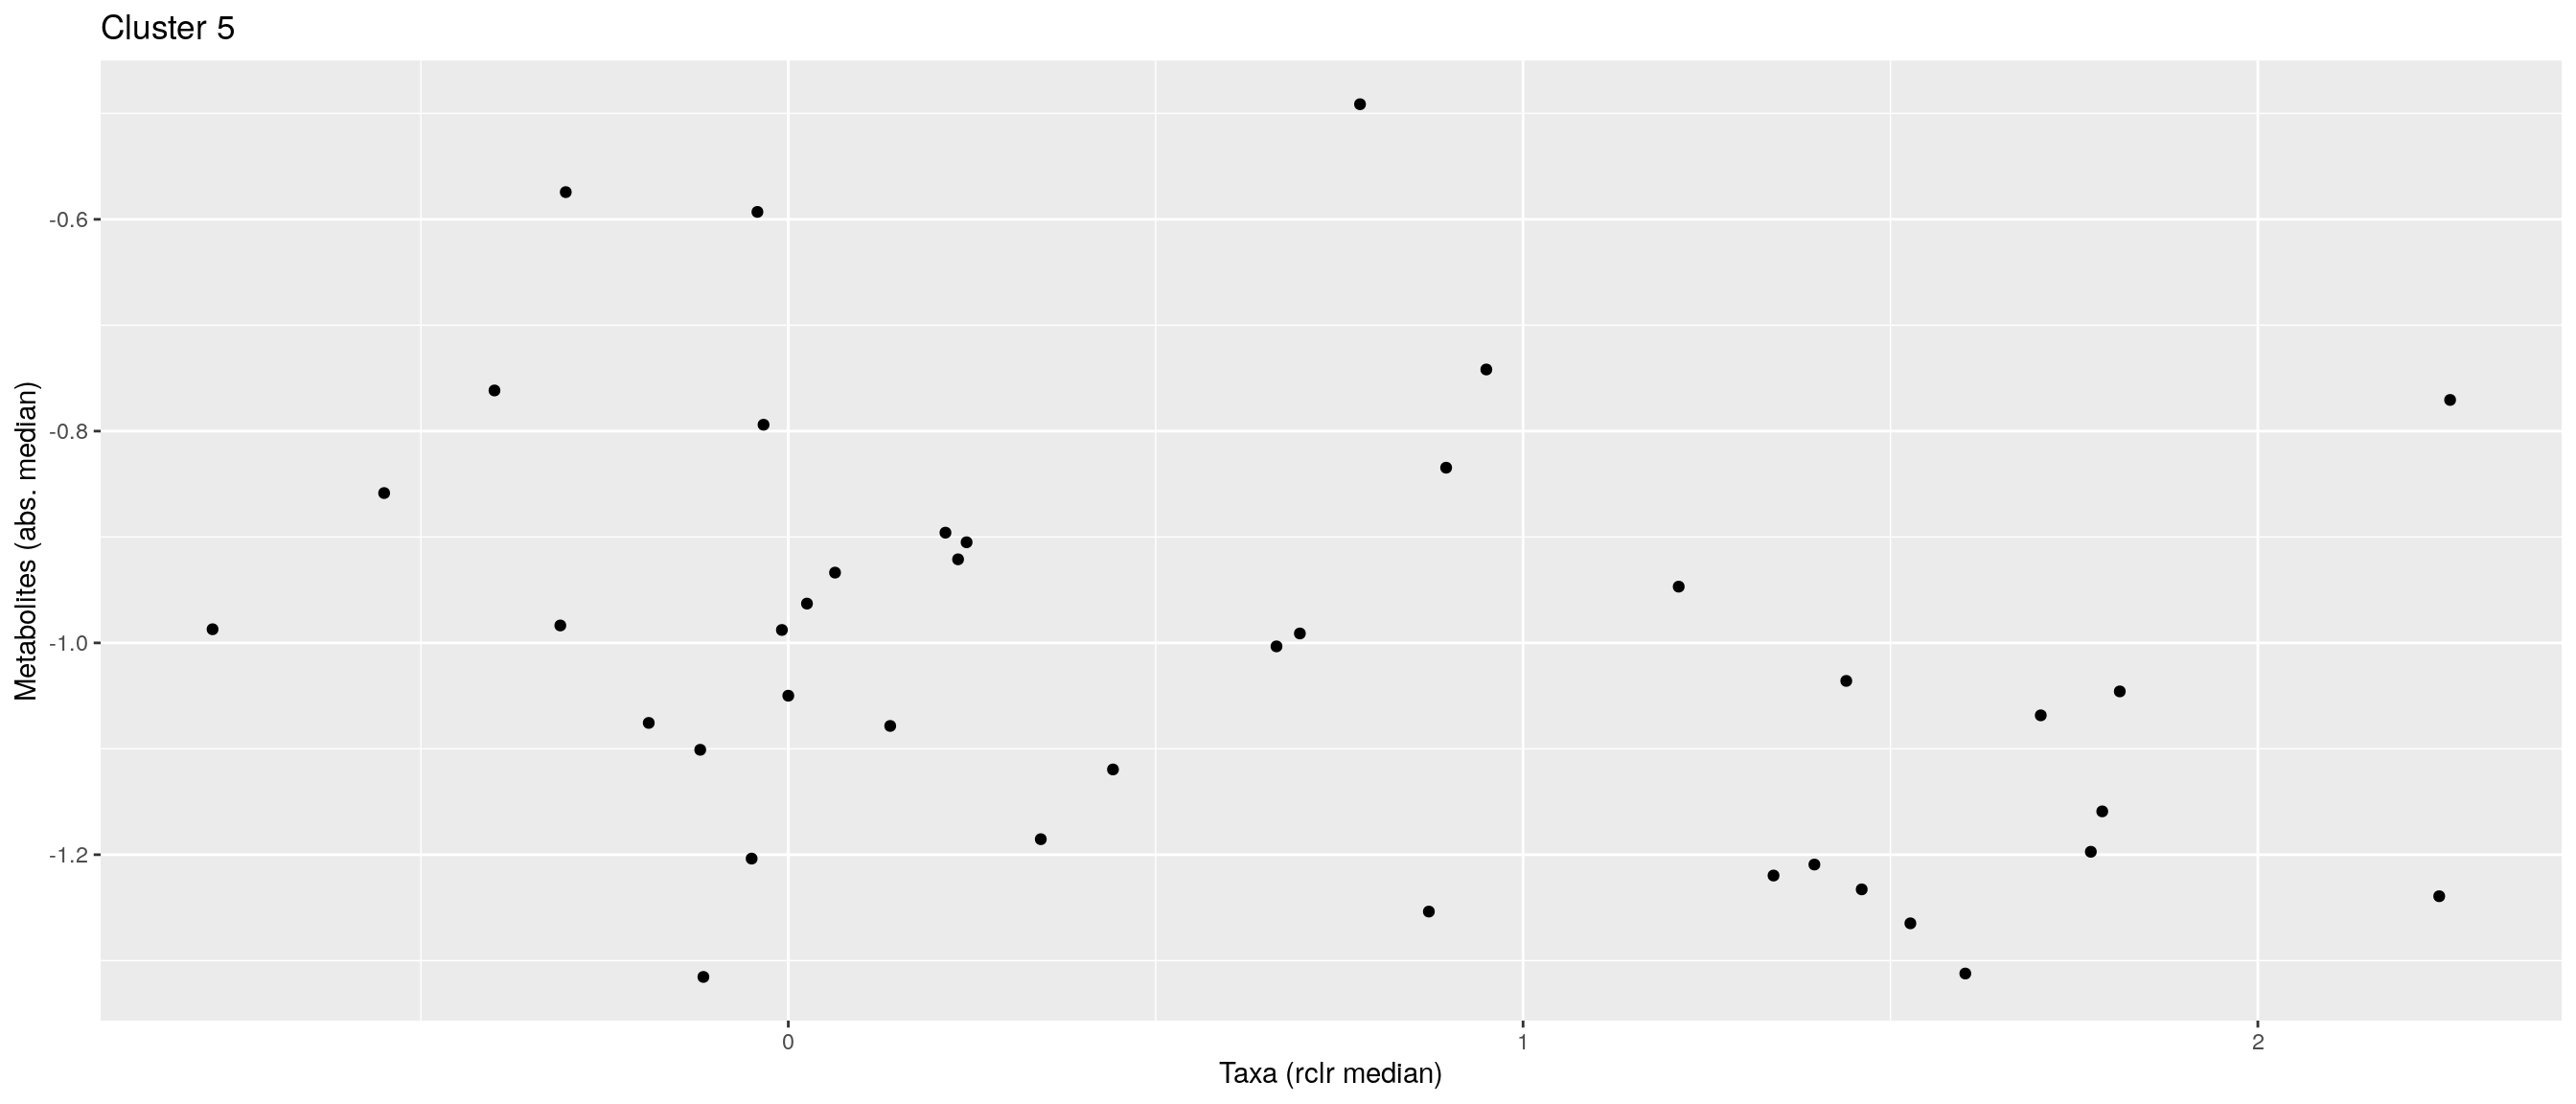 Cluster 5
Metabolites (abs. median)
-0.6
-0.8
-1.0
-1.2
0 1 2
Taxa (rclr median)